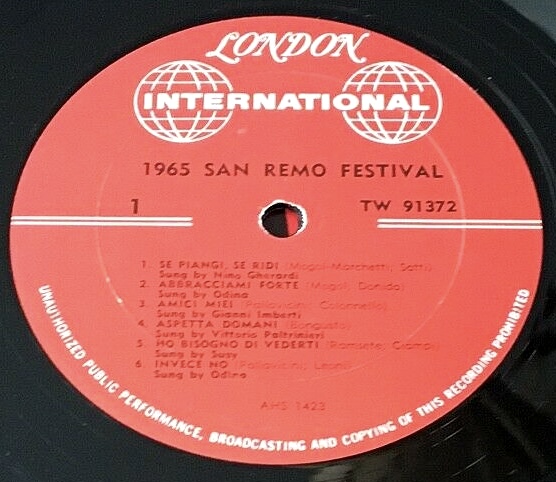 LONDON
INTERNATIONAL
1965 SAN REMO FESTIVAL
1 TW 91372
1. SE PIANGI, SE RIDI (Mogol-Marchetti; Satti)
Sung by Nino Gherardi
2. ABBRACCIAMI FORTE (Mogol, Donida)
Sung by Odina
3. AMICI MIEI (Pallavicini, Colonnello)
Sung by Gianni Imberti
4. ASPETTA DOMANI (Bongusto)
Sung by Vittorio Paltrinieri
5. HO BISOGNO DI VEDERTI (Ramsete; Ciampi)
Sung by Susy
6. INVECE NO (Pallavicini; Leoni)
Sung by Odina
AHS 1423
UNAUTHORIZED PUBLIC PERFORMANCE, BROADCASTING AND COPYING OF THIS RECORDING PROHIBITED